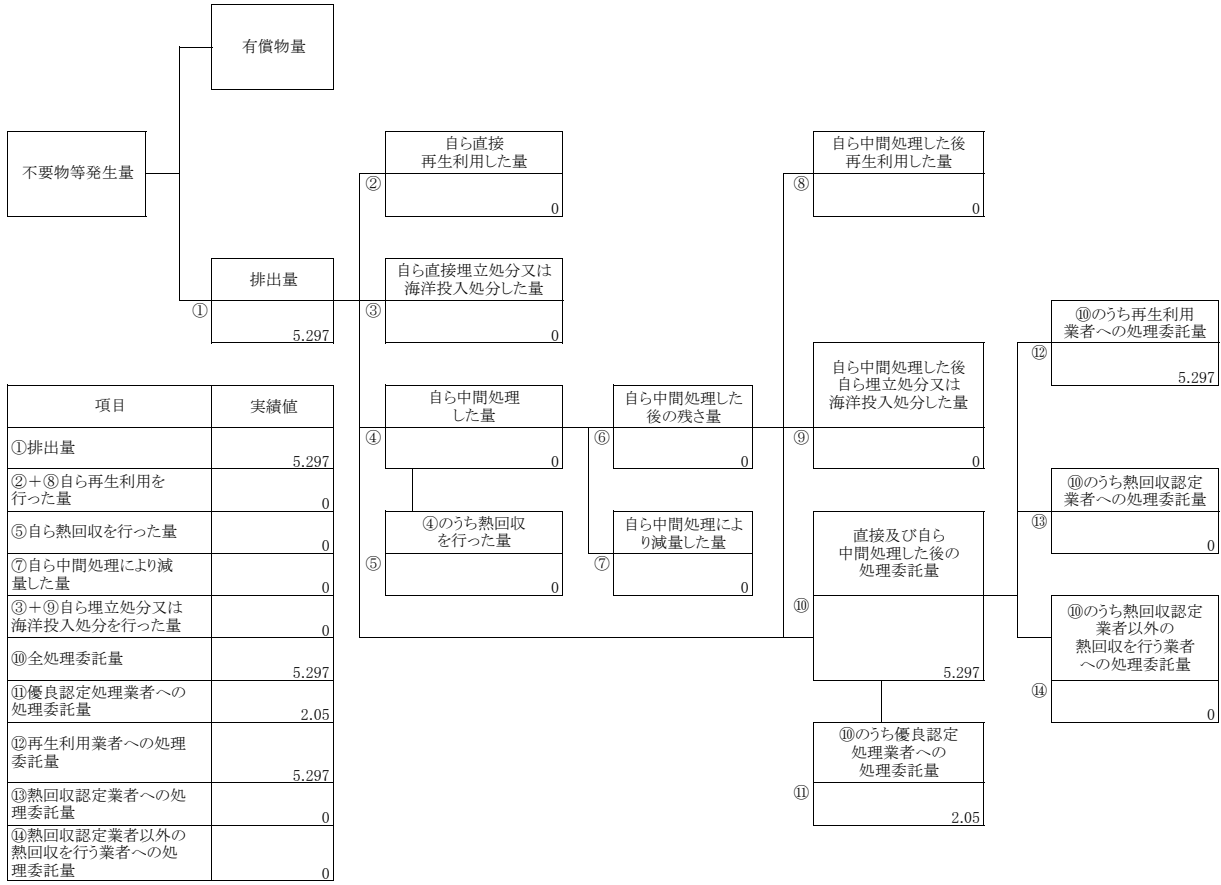 有償物量
不要物等発生量
自ら直接
再生利用した量
②
0
自ら中間処理した後
再生利用した量
⑧
0
排出量
①
5.297
自ら直接埋立処分又は
海洋投入処分した量
③
0
⑩のうち再生利用
業者への処理委託量
⑫
5.297
自ら中間処理した後
自ら埋立処分又は
海洋投入処分した量
⑨
0
自ら中間処理
した量
④
0
自ら中間処理した
後の残さ量
⑥
0
⑩のうち熱回収認定
業者への処理委託量
⑬
0
④のうち熱回収
を行った量
⑤
0
自ら中間処理によ
り減量した量
⑦
0
直接及び自ら
中間処理した後の
処理委託量
⑩
5.297
⑩のうち熱回収認定
業者以外の
熱回収を行う業者
への処理委託量
⑭
0
⑩のうち優良認定
処理業者への
処理委託量
⑪
2.05
項目 実績値
①排出量
5.297
②+⑧自ら再生利用を
行った量
0
⑤自ら熱回収を行った量
0
⑦自ら中間処理により減
量した量
0
③+⑨自ら埋立処分又は
海洋投入処分を行った量
0
⑩全処理委託量
5.297
⑪優良認定処理業者への
処理委託量
2.05
⑫再生利用業者への処理
委託量
5.297
⑬熱回収認定業者への処
理委託量
0
⑭熱回収認定業者以外の
熱回収を行う業者への処
理委託量
0